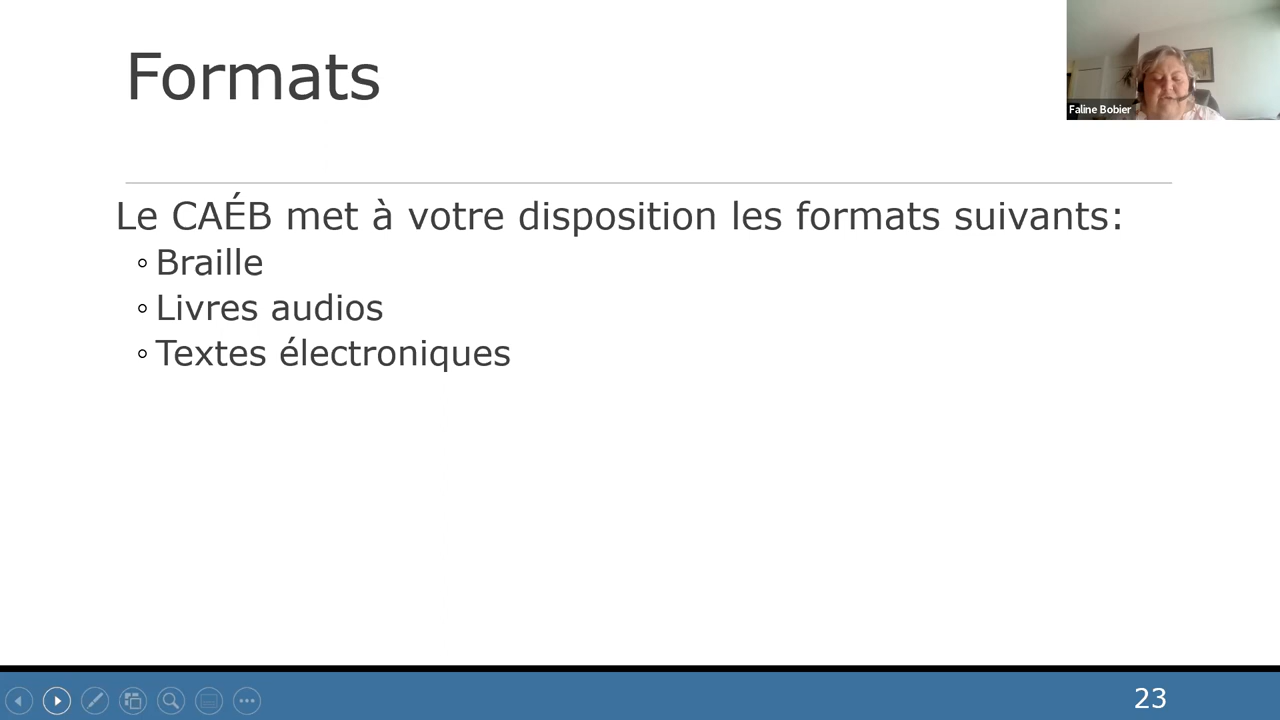 Formats
Faline Bobier
Le CAÉB met à votre disposition les formats suivants:
◦ Braille
◦ Livres audios
◦ Textes électroniques
23